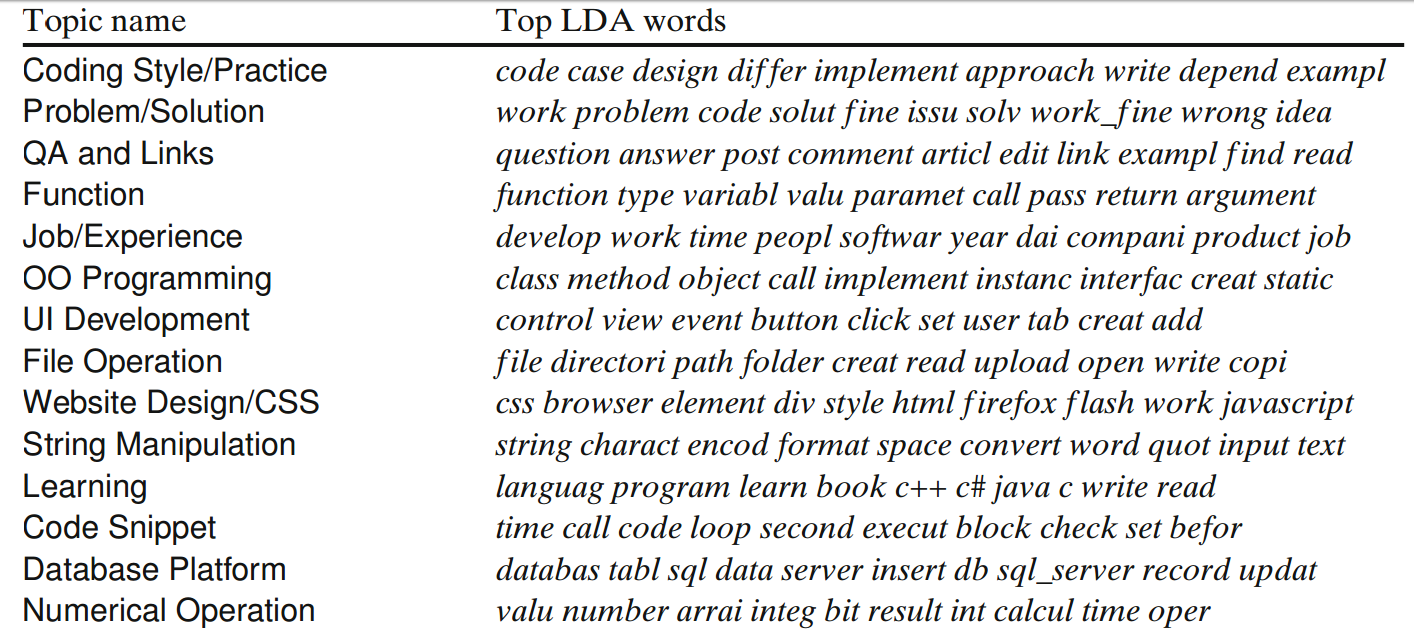 Topic name Top LDA words
Coding Style/Practice code case design differ implement approach write depend exampl
Problem/Solution work problem code solut fine issu solv work_fine wrong idea
QA and Links question answer post comment articl edit link exampl find read
Function function type variabl valu paramet call pass return argument
Job/Experience develop work time peopl softwar year dai compani product job
OO Programming class method object call implement instanc interfac creat static
UI Development control view event button click set user tab creat add
File Operation file directori path folder creat read upload open write copi
Website Design/CSS css browser element div style html firefox flash work javascript
String Manipulation string charact encod format space convert word quot input text
Learning languag program learn book c++ c# java c write read
Code Snippet time call code loop second execut block check set befor
Database Platform databas tabl sql data server insert db sql_server record updat
Numerical Operation valu number arrai integ bit result int calcul time oper